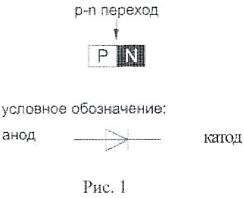 p-n переход
P N
условное обозначение:
анод катод
Рис. 1